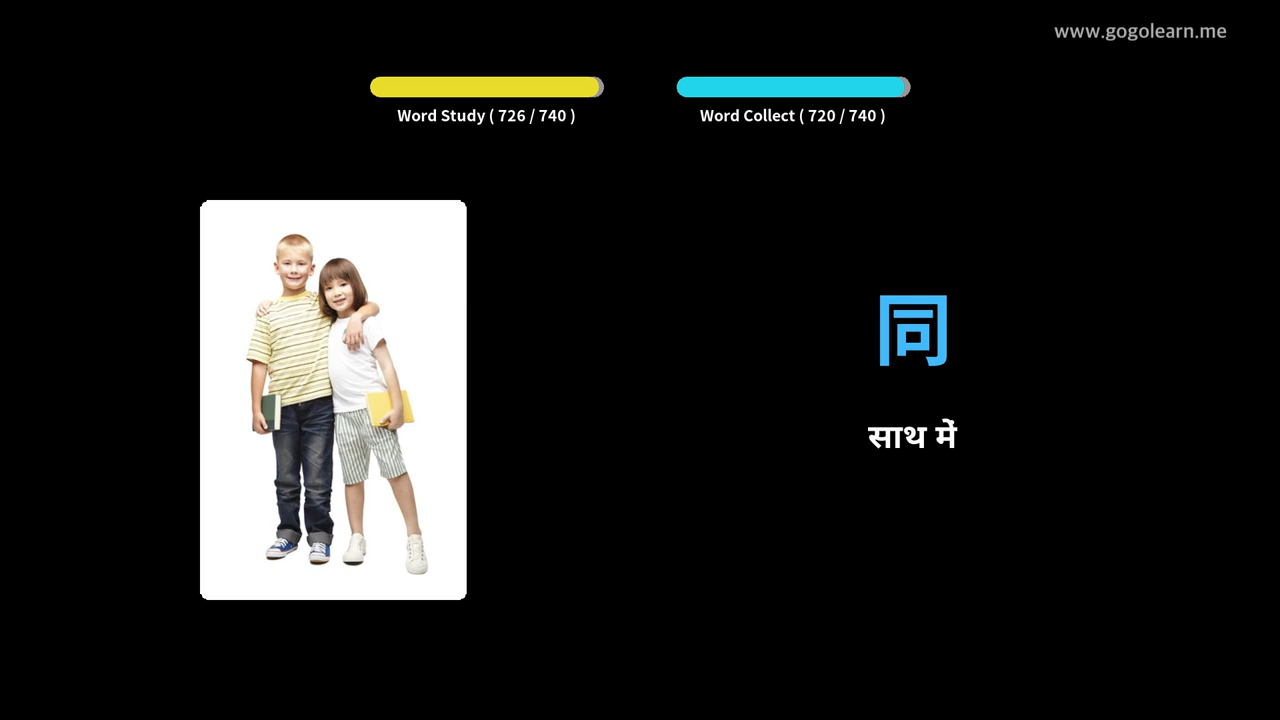 www.gogolearn.me
Word Study ( 726 / 740 )
Word Collect ( 720 / 740 )
同
साथ में